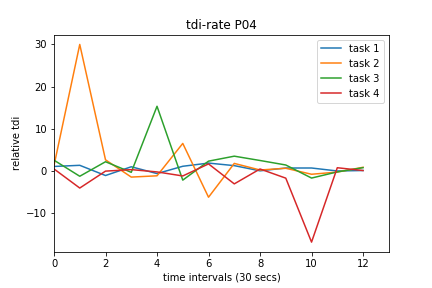 tdi-rate P04
relative tdi
30
20
10
0
−10
task 1
task 2
task 3
task 4
0 2 4 6 8 10 12
time intervals (30 secs)